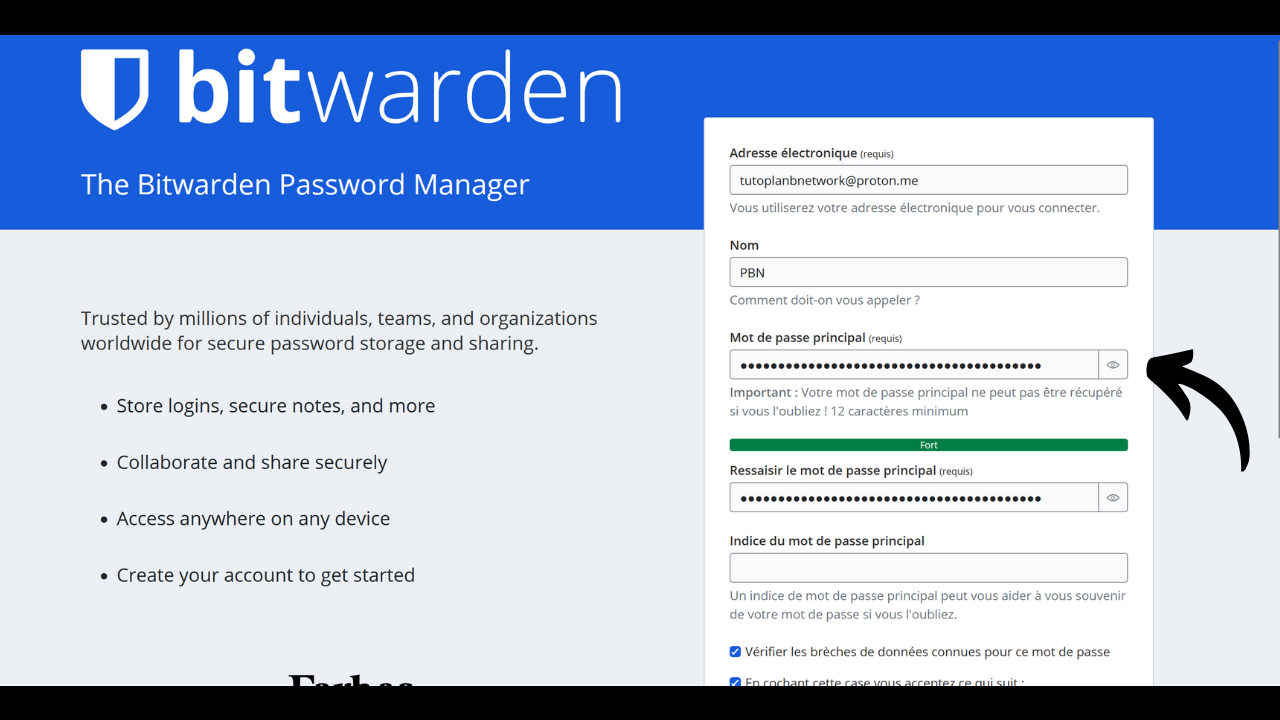 bitwarden
The Bitwarden Password Manager
Trusted by millions of individuals, teams, and organizations
worldwide for secure password storage and sharing.
Store logins, secure notes, and more
Collaborate and share securely
Access anywhere on any device
Create your account to get started
Forbes
Adresse électronique (requis)
tutoplanbnetwork@proton.me
Vous utiliserez votre adresse électronique pour vous connecter.
Nom
PBN
Comment doit-on vous appeler ?
Mot de passe principal (requis)
Important : Votre mot de passe principal ne peut pas être récupéré
si vous l'oubliez ! 12 caractères minimum
Fort
Ressaisir le mot de passe principal (requis)
Indice du mot de passe principal
Un indice de mot de passe principal peut vous aider à vous souvenir
de votre mot de passe si vous l'oubliez.
Vérifier les brèches de données connues pour ce mot de passe
En cochant cette case vous acceptez ce qui suit :